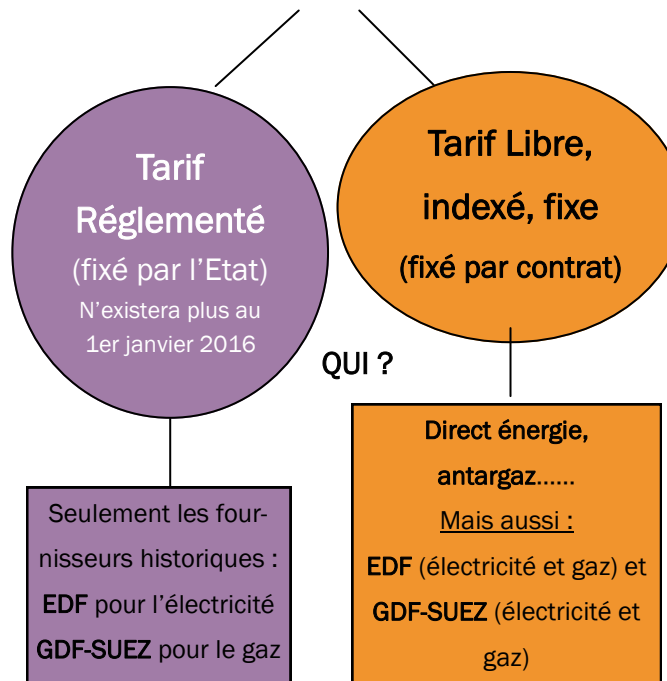 Tarif
Réglementé
(fixé par l'Etat)
N'existera plus au
1er janvier 2016
Tarif Libre,
indexé, fixe
(fixé par contrat)
QUI ?
Seulement les four-
nisseurs historiques :
EDF pour l'électricité
GDF-SUEZ pour le gaz
Direct énergie,
antargaz......
Mais aussi :
EDF (électricité et gaz) et
GDF-SUEZ (électricité et
gaz)